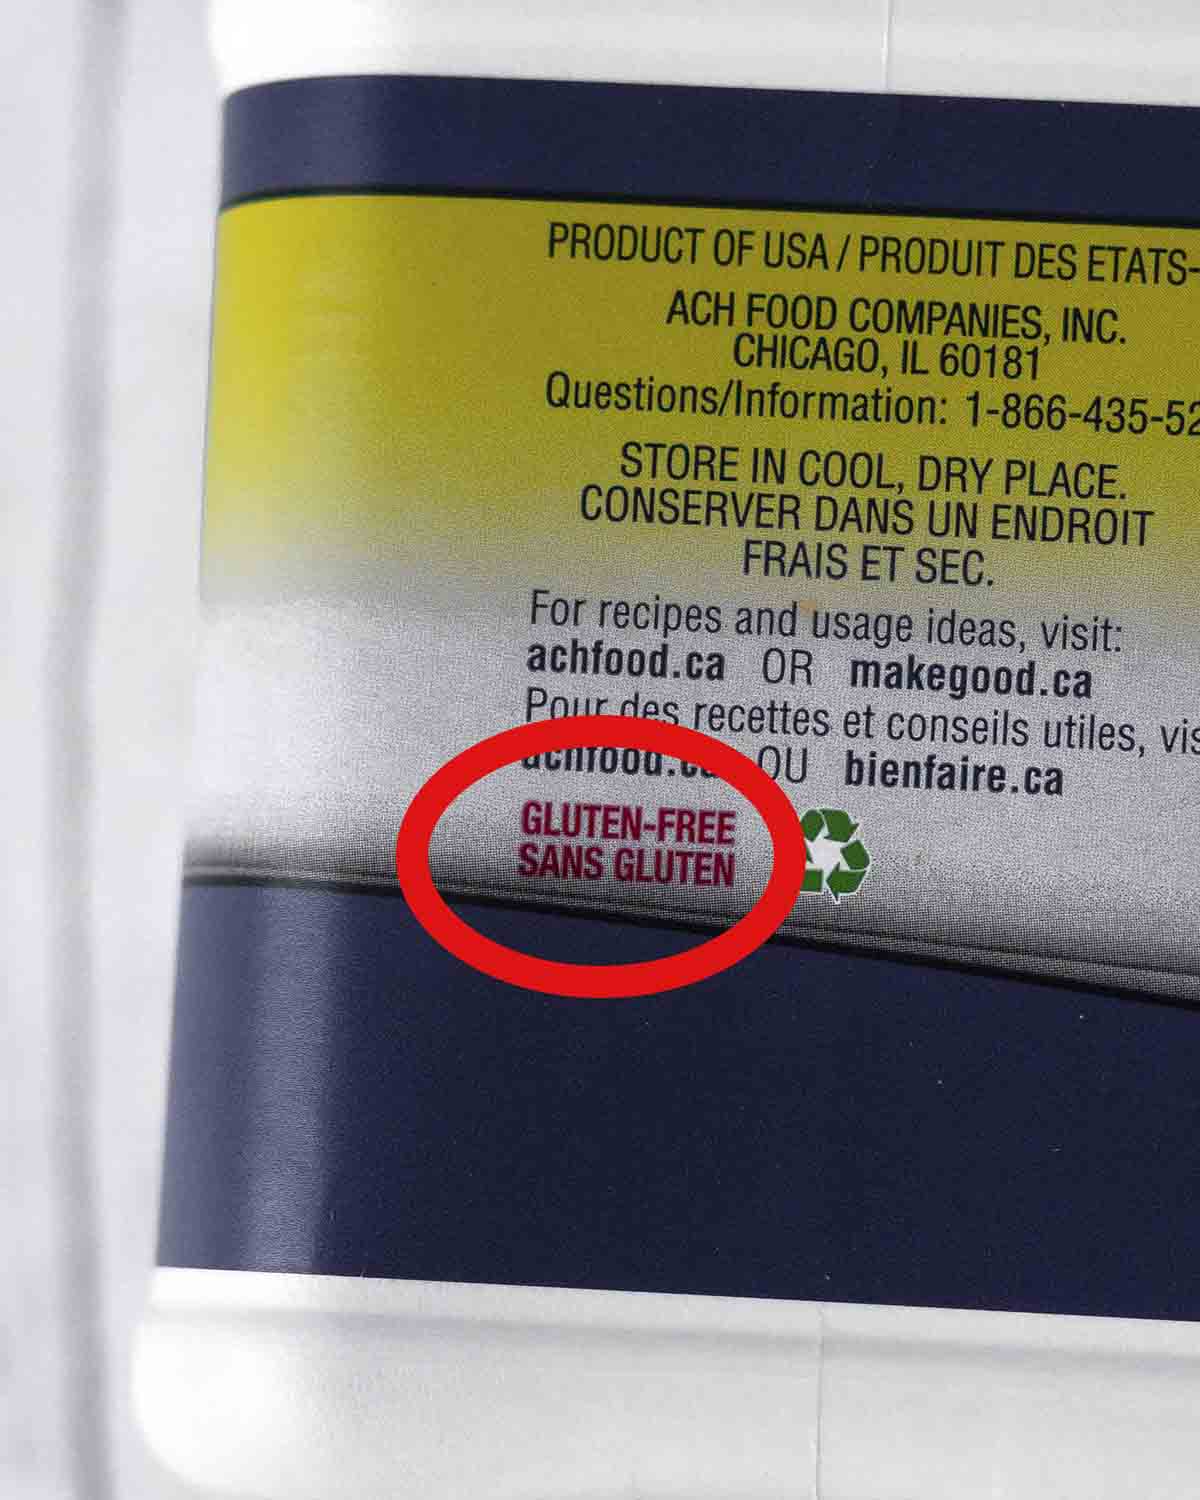 PRODUCT OF USA / PRODUIT DES ETATS-
ACH FOOD COMPANIES, INC.
CHICAGO, IL 60181
Questions/Information: 1-866-435-52
STORE IN COOL, DRY PLACE.
CONSERVER DANS UN ENDROIT
FRAIS ET SEC.
For recipes and usage ideas, visit:
achfood.ca OR makegood.ca
Pour des recettes et conseils utiles, vis
achfood.ca OU bienfaire.ca
GLUTEN-FREE
SANS GLUTEN